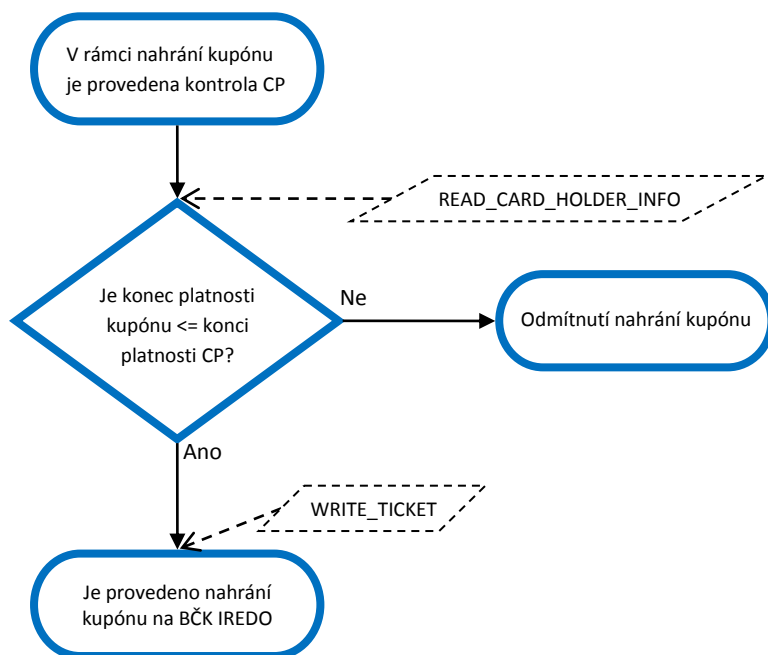 V rámci nahrání kupónu
je provedena kontrola CP
READ_CARD_HOLDER_INFO
Je konec platnosti
kupónu <= konci
platnosti CP?
Ne
Odmítnutí nahrání kupónu
Ano
WRITE_TICKET
Je provedeno nahrání
kupónu na BČK IREDO